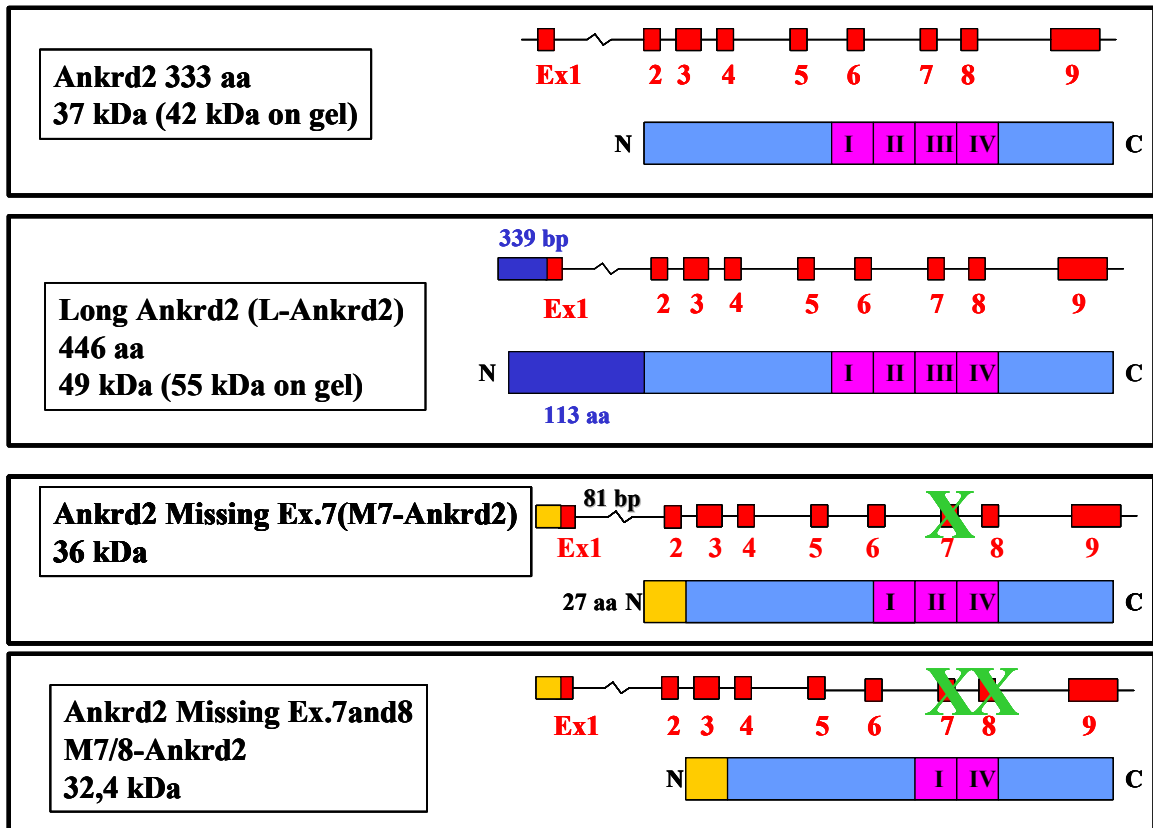 Ankrd2 333 aa
37 kDa (42 kDa on gel)
Ex1 2 3 4 5 6 7 8 9
N I II III IV C
339 bp
Long Ankrd2 (L-Ankrd2)
446 aa
49 kDa (55 kDa on gel)
Ex1 2 3 4 5 6 7 8 9
N I II III IV C
113 aa
Ankrd2 Missing Ex.7(M7-Ankrd2)
36 kDa
81 bp
X
Ex1 2 3 4 5 6 7 8 9
27 aa N I II IV C
Ankrd2 Missing Ex.7and8
M7/8-Ankrd2
32,4 kDa
XX
Ex1 2 3 4 5 6 7 8 9
N I IV C